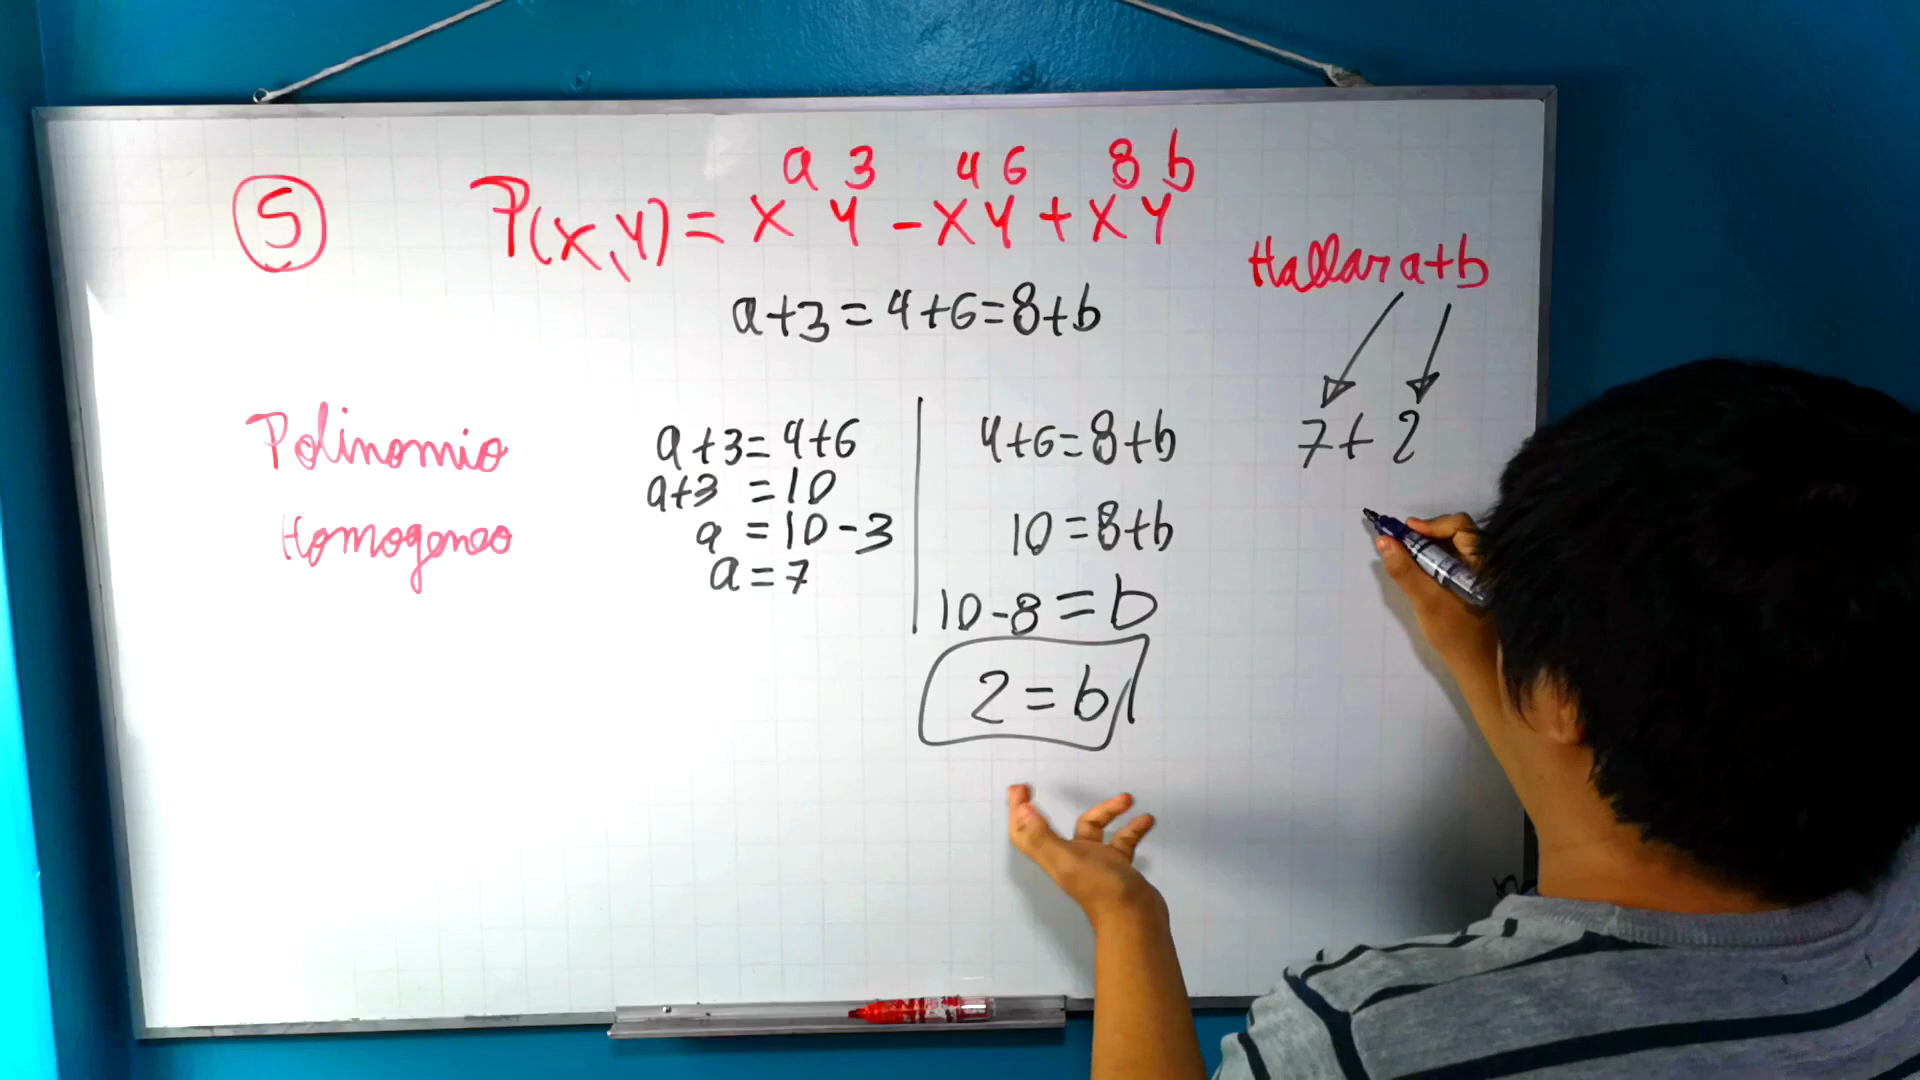 5
P(x,y) = x^a y^3 - x^4 y^6 + x^8 y^b
Hallar a+b
a+3=4+6=8+b
Polinomio
Homogeneo
a+3=4+6
a+3 =10
a =10-3
a=7
4+6=8+b
10=8+b
10-8=b
2=b
7+2